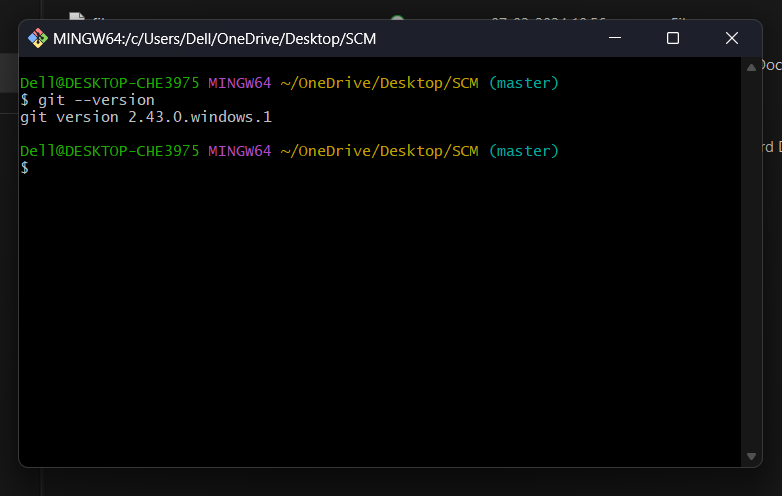 MINGW64:/c/Users/Dell/OneDrive/Desktop/SCM
Dell@DESKTOP-CHE3975 MINGW64 ~/OneDrive/Desktop/SCM (master)
$ git --version
git version 2.43.0.windows.1
Dell@DESKTOP-CHE3975 MINGW64 ~/OneDrive/Desktop/SCM (master)
$